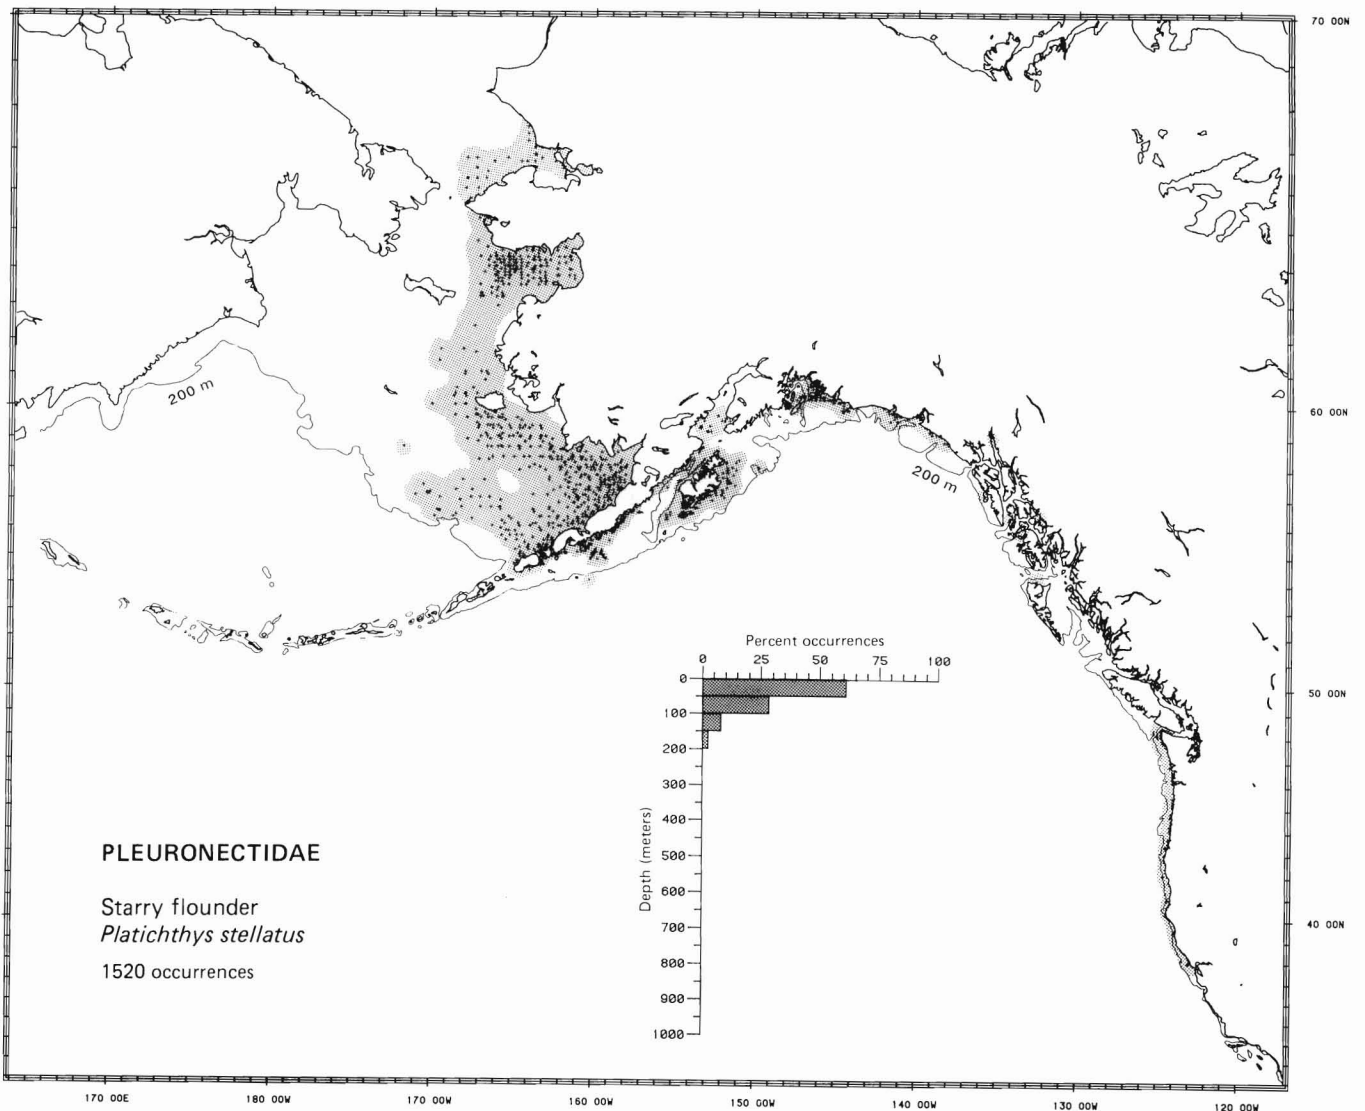 70 00N
200 m
60 00N
200 m
Percent occurrences
0 25 50 75 100
0
100
200
300
400
500
600
700
800
900
1000
Depth (meters)
50 00N
40 00N
PLEURONECTIDAE
Starry flounder
Platichthys stellatus
1520 occurrences
170 00E 180 00W 170 00W 160 00W 150 00W 140 00W 130 00W 120 00W